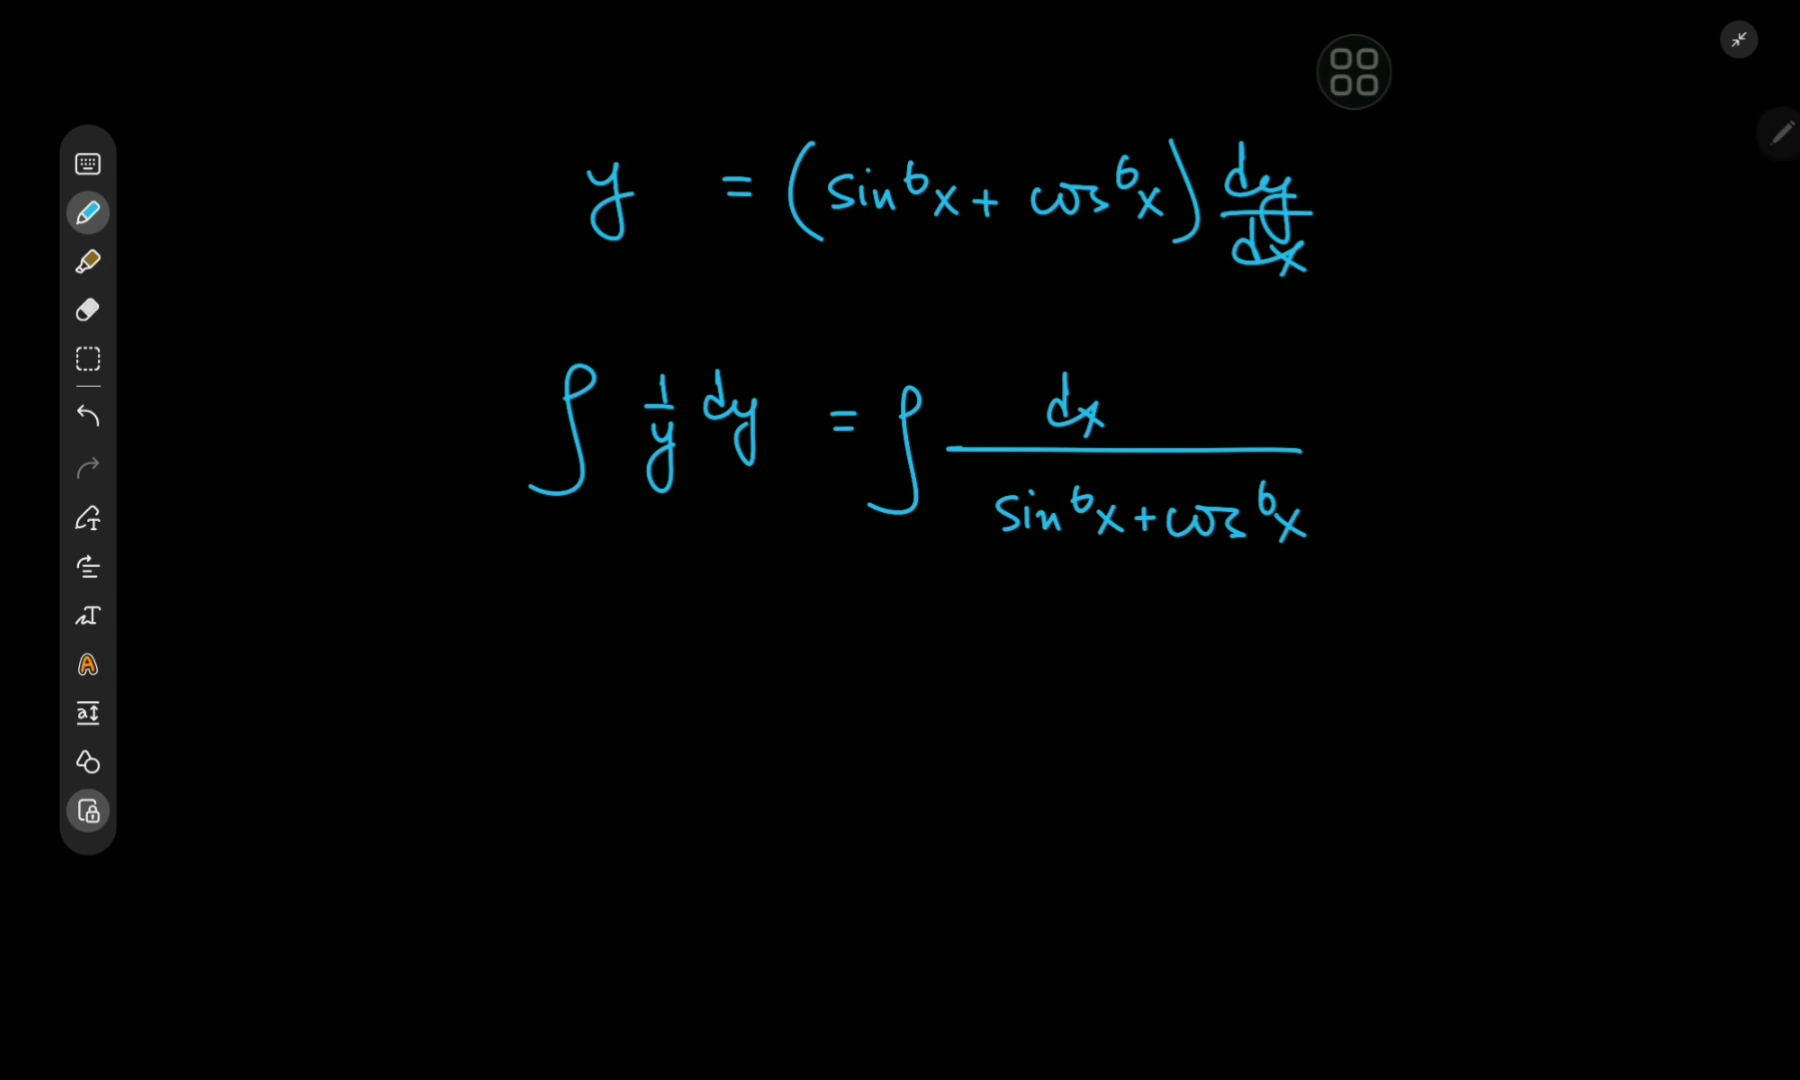 y = (sin⁶x + cos⁶x) dy/dx
∫ 1/y dy = ∫ dx/(sin⁶x + cos⁶x)